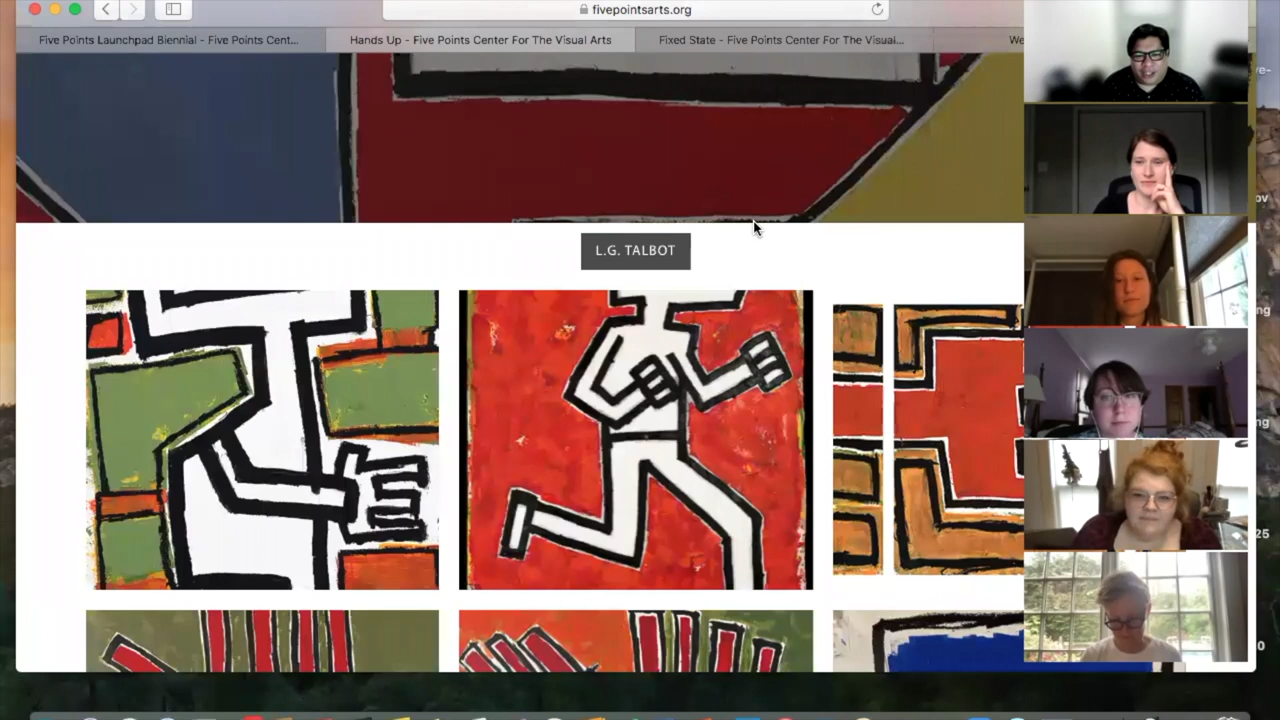 fivepointsarts.org
Five Points Launchpad Biennial - Five Points Cent...
Hands Up - Five Points Center For The Visual Arts
Fixed State - Five Points Center For The Visual...
We
L.G. TALBOT